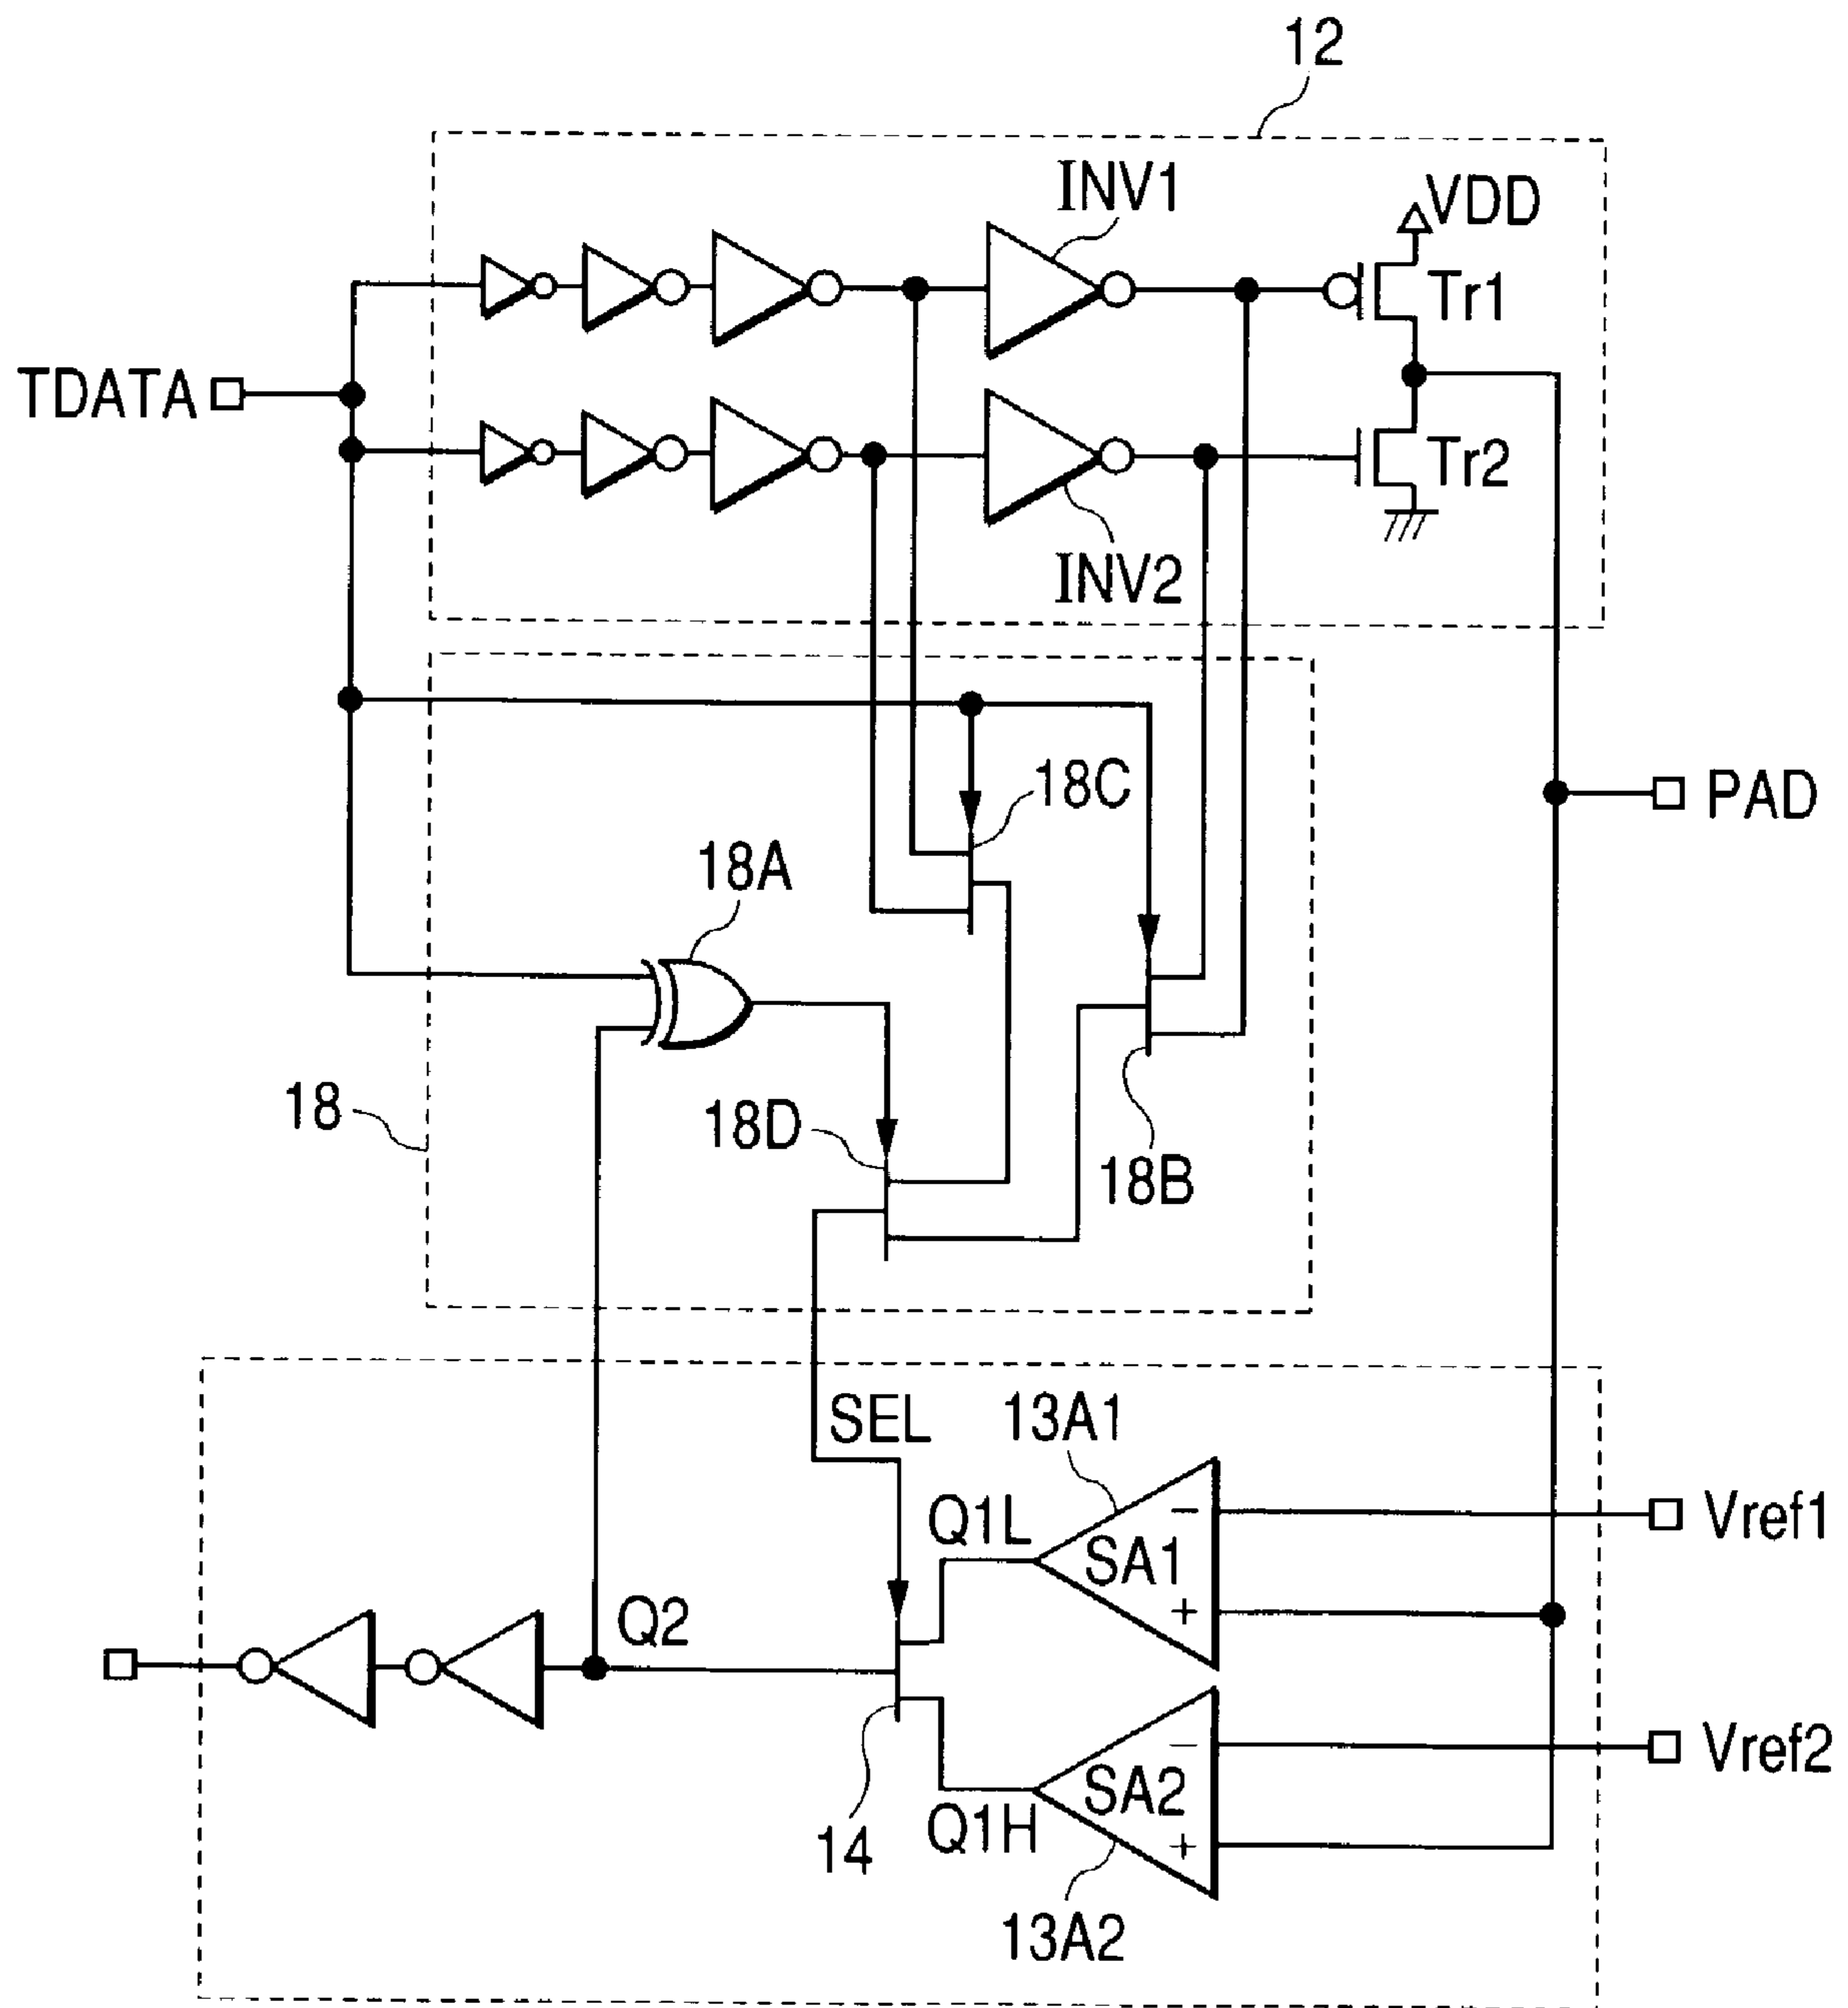 12
INV1
VDD
Tr1
TDATA
Tr2
INV2
18C
PAD
18A
18
18D
18B
SEL
13A1
Q1L
Vref1
SA1
−
+
Q2
Vref2
−
SA2
+
14
Q1H
13A2